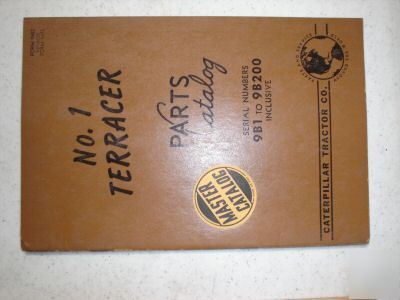 No. 1
TERRACER
PARTS
Catalog
SERIAL NUMBERS
9B1 TO 9B200
INCLUSIVE
MASTER
CATALOG
CATERPILLAR TRACTOR CO.